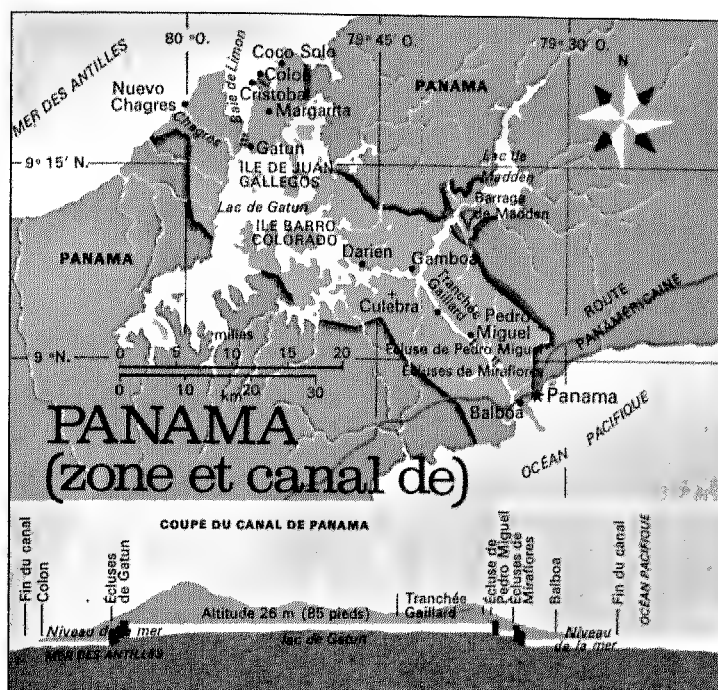 80 ° O.
79 ° 45 O.
79 ° 30 O.
MER DES ANTILLES
Baie de Limon
Coco Solo
Colon
Cristobal
Margarita
Nuevo
Chagres
Chagres
PANAMA
N
Gatun
9 ° 15' N.
ILE DE JUAN
GALLEGOS
Lac de
Madden
Barrage
de Madden
Lac de Gatun
ILE BARRO
COLORADO
PANAMA
Darien
Gamboa
Tranchée
Gaillard
Culebra
Pedro
Miguel
ROUTE
PANAMÉRICAINE
milles
9 ° N.
0 5 10 15 20
Écluse de Pedro Migu
Écluses de Miraflores
0 10 20 30
km
Balboa
Panama
OCÉAN PACIFIQUE
PANAMA
(zone et canal de)
COUPE DU CANAL DE PANAMA
Fin du canal
Colon
Écluses
de Gatun
Tranchée
Gaillard
Écluse de
Pedro Miguel
Écluses de
Miraflores
Balboa
Fin du canal
OCÉAN PACIFIQUE
Altitude 26 m (85 pieds)
Niveau de la mer
MER DES ANTILLES
lac de Gatun
Niveau
de la mer